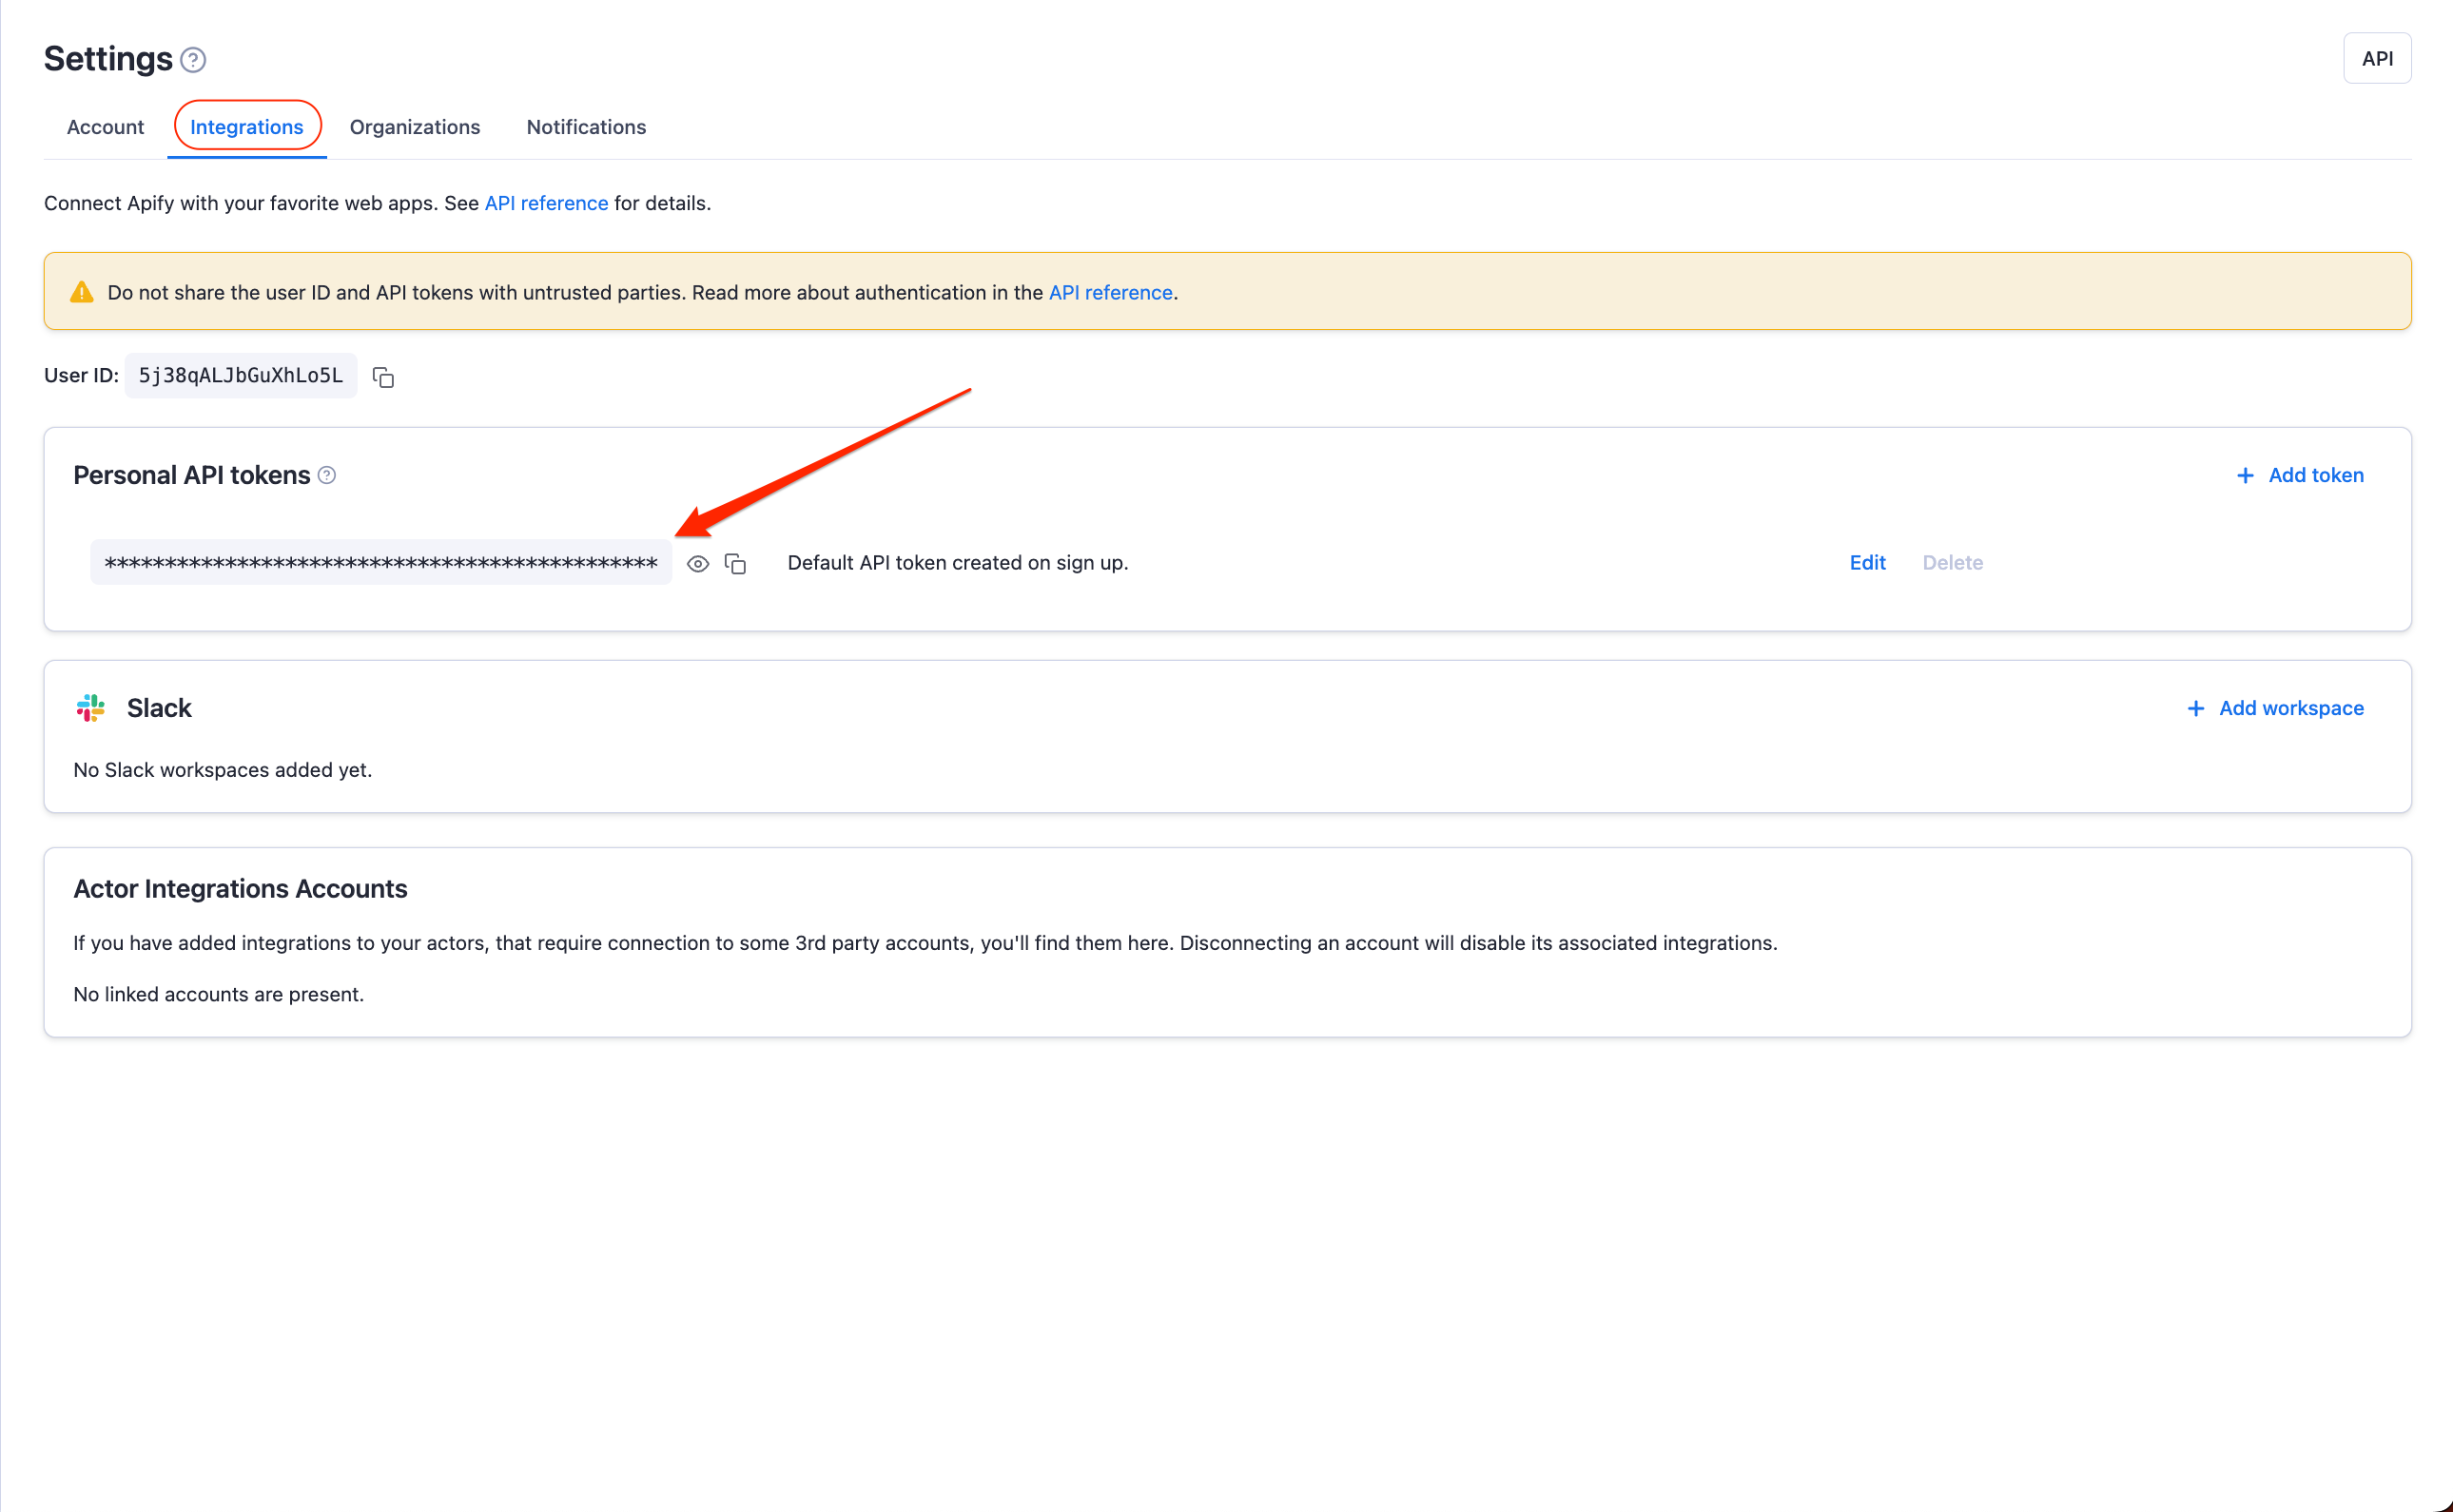 Settings
API
Account Integrations Organizations Notifications
Connect Apify with your favorite web apps. See API reference for details.
Do not share the user ID and API tokens with untrusted parties. Read more about authentication in the API reference.
User ID: 5j38qALJbGuXhLo5L
Personal API tokens
+ Add token
********************************************** Default API token created on sign up. Edit Delete
Slack
+ Add workspace
No Slack workspaces added yet.
Actor Integrations Accounts
If you have added integrations to your actors, that require connection to some 3rd party accounts, you'll find them here. Disconnecting an account will disable its associated integrations.
No linked accounts are present.